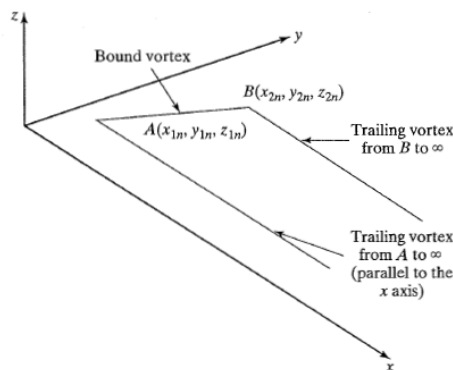 z
y
Bound vortex
B(x₂ₙ, y₂ₙ, z₂ₙ)
A(x₁ₙ, y₁ₙ, z₁ₙ)
Trailing vortex
from B to ∞
Trailing vortex
from A to ∞
(parallel to the
x axis)
x